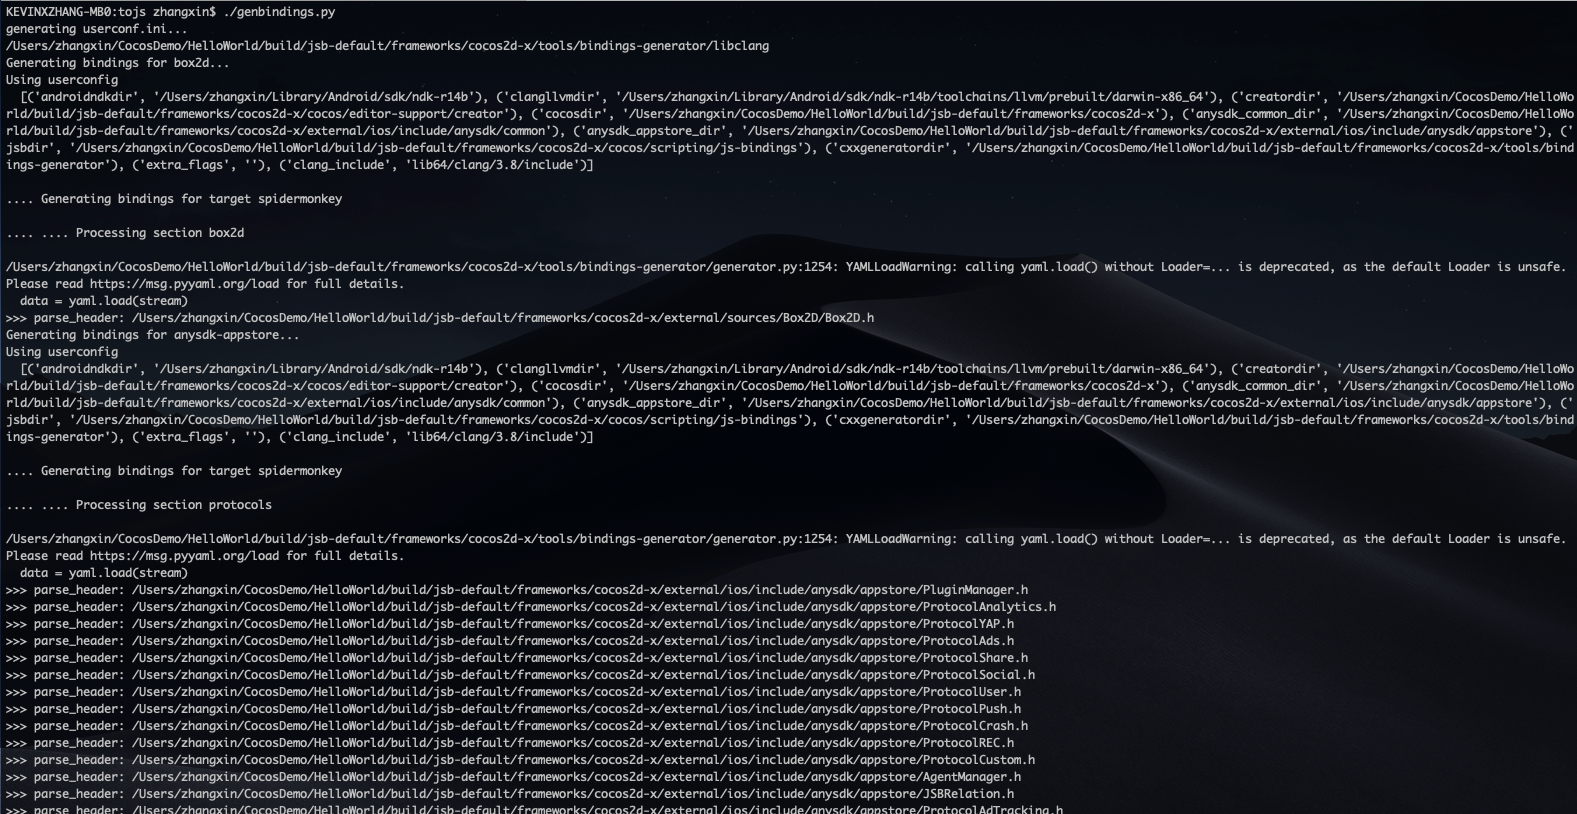 KEVINXZHANG-MB0:tojs zhangxin$ ./genbindings.py
generating userconf.ini...
/Users/zhangxin/CocosDemo/HelloWorld/build/jsb-default/frameworks/cocos2d-x/tools/bindings-generator/libclang
Generating bindings for box2d...
Using userconfig
[('androidndkdir', '/Users/zhangxin/Library/Android/sdk/ndk-r14b'), ('clangllvmdir', '/Users/zhangxin/Library/Android/sdk/ndk-r14b/toolchains/llvm/prebuilt/darwin-x86_64'), ('creatordir', '/Users/zhangxin/CocosDemo/HelloWo
rld/build/jsb-default/frameworks/cocos2d-x/cocos/editor-support/creator'), ('cocosdir', '/Users/zhangxin/CocosDemo/HelloWorld/build/jsb-default/frameworks/cocos2d-x'), ('anysdk_common_dir', '/Users/zhangxin/CocosDemo/HelloWo
rld/build/jsb-default/frameworks/cocos2d-x/external/ios/include/anysdk/common'), ('anysdk_appstore_dir', '/Users/zhangxin/CocosDemo/HelloWorld/build/jsb-default/frameworks/cocos2d-x/external/ios/include/anysdk/appstore'), ('
jsbdir', '/Users/zhangxin/CocosDemo/HelloWorld/build/jsb-default/frameworks/cocos2d-x/cocos/scripting/js-bindings'), ('cxxgeneratordir', '/Users/zhangxin/CocosDemo/HelloWorld/build/jsb-default/frameworks/cocos2d-x/tools/bind
ings-generator'), ('extra_flags', ''), ('clang_include', 'lib64/clang/3.8/include')]
.... Generating bindings for target spidermonkey
.... .... Processing section box2d
/Users/zhangxin/CocosDemo/HelloWorld/build/jsb-default/frameworks/cocos2d-x/tools/bindings-generator/generator.py:1254: YAMLLoadWarning: calling yaml.load() without Loader=... is deprecated, as the default Loader is unsafe.
Please read https://msg.pyyaml.org/load for full details.
data = yaml.load(stream)
>>> parse_header: /Users/zhangxin/CocosDemo/HelloWorld/build/jsb-default/frameworks/cocos2d-x/external/sources/Box2D/Box2D.h
Generating bindings for anysdk-appstore...
Using userconfig
[('androidndkdir', '/Users/zhangxin/Library/Android/sdk/ndk-r14b'), ('clangllvmdir', '/Users/zhangxin/Library/Android/sdk/ndk-r14b/toolchains/llvm/prebuilt/darwin-x86_64'), ('creatordir', '/Users/zhangxin/CocosDemo/HelloWo
rld/build/jsb-default/frameworks/cocos2d-x/cocos/editor-support/creator'), ('cocosdir', '/Users/zhangxin/CocosDemo/HelloWorld/build/jsb-default/frameworks/cocos2d-x'), ('anysdk_common_dir', '/Users/zhangxin/CocosDemo/HelloWo
rld/build/jsb-default/frameworks/cocos2d-x/external/ios/include/anysdk/common'), ('anysdk_appstore_dir', '/Users/zhangxin/CocosDemo/HelloWorld/build/jsb-default/frameworks/cocos2d-x/external/ios/include/anysdk/appstore'), ('
jsbdir', '/Users/zhangxin/CocosDemo/HelloWorld/build/jsb-default/frameworks/cocos2d-x/cocos/scripting/js-bindings'), ('cxxgeneratordir', '/Users/zhangxin/CocosDemo/HelloWorld/build/jsb-default/frameworks/cocos2d-x/tools/bind
ings-generator'), ('extra_flags', ''), ('clang_include', 'lib64/clang/3.8/include')]
.... Generating bindings for target spidermonkey
.... .... Processing section protocols
/Users/zhangxin/CocosDemo/HelloWorld/build/jsb-default/frameworks/cocos2d-x/tools/bindings-generator/generator.py:1254: YAMLLoadWarning: calling yaml.load() without Loader=... is deprecated, as the default Loader is unsafe.
Please read https://msg.pyyaml.org/load for full details.
data = yaml.load(stream)
>>> parse_header: /Users/zhangxin/CocosDemo/HelloWorld/build/jsb-default/frameworks/cocos2d-x/external/ios/include/anysdk/appstore/PluginManager.h
>>> parse_header: /Users/zhangxin/CocosDemo/HelloWorld/build/jsb-default/frameworks/cocos2d-x/external/ios/include/anysdk/appstore/ProtocolAnalytics.h
>>> parse_header: /Users/zhangxin/CocosDemo/HelloWorld/build/jsb-default/frameworks/cocos2d-x/external/ios/include/anysdk/appstore/ProtocolYAP.h
>>> parse_header: /Users/zhangxin/CocosDemo/HelloWorld/build/jsb-default/frameworks/cocos2d-x/external/ios/include/anysdk/appstore/ProtocolAds.h
>>> parse_header: /Users/zhangxin/CocosDemo/HelloWorld/build/jsb-default/frameworks/cocos2d-x/external/ios/include/anysdk/appstore/ProtocolShare.h
>>> parse_header: /Users/zhangxin/CocosDemo/HelloWorld/build/jsb-default/frameworks/cocos2d-x/external/ios/include/anysdk/appstore/ProtocolSocial.h
>>> parse_header: /Users/zhangxin/CocosDemo/HelloWorld/build/jsb-default/frameworks/cocos2d-x/external/ios/include/anysdk/appstore/ProtocolUser.h
>>> parse_header: /Users/zhangxin/CocosDemo/HelloWorld/build/jsb-default/frameworks/cocos2d-x/external/ios/include/anysdk/appstore/ProtocolPush.h
>>> parse_header: /Users/zhangxin/CocosDemo/HelloWorld/build/jsb-default/frameworks/cocos2d-x/external/ios/include/anysdk/appstore/ProtocolCrash.h
>>> parse_header: /Users/zhangxin/CocosDemo/HelloWorld/build/jsb-default/frameworks/cocos2d-x/external/ios/include/anysdk/appstore/ProtocolREC.h
>>> parse_header: /Users/zhangxin/CocosDemo/HelloWorld/build/jsb-default/frameworks/cocos2d-x/external/ios/include/anysdk/appstore/ProtocolCustom.h
>>> parse_header: /Users/zhangxin/CocosDemo/HelloWorld/build/jsb-default/frameworks/cocos2d-x/external/ios/include/anysdk/appstore/AgentManager.h
>>> parse_header: /Users/zhangxin/CocosDemo/HelloWorld/build/jsb-default/frameworks/cocos2d-x/external/ios/include/anysdk/appstore/JSBRelation.h
>>> parse_header: /Users/zhangxin/CocosDemo/HelloWorld/build/jsb-default/frameworks/cocos2d-x/external/ios/include/anysdk/appstore/ProtocolAdTracking.h